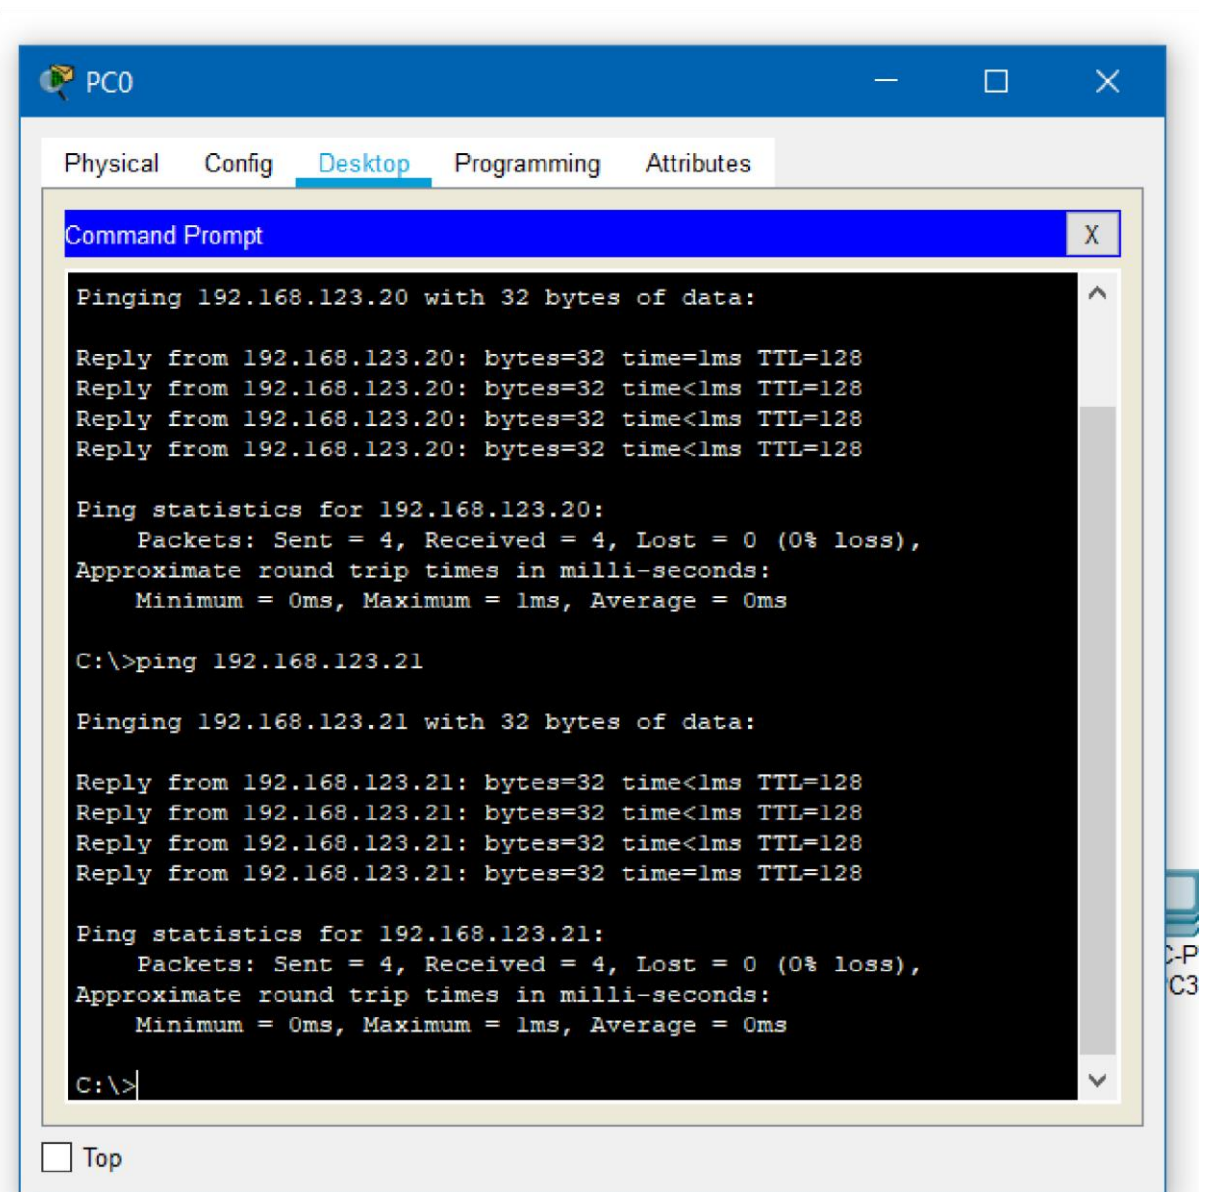 PC0
Physical Config Desktop Programming Attributes
Command Prompt X
Pinging 192.168.123.20 with 32 bytes of data:
Reply from 192.168.123.20: bytes=32 time=1ms TTL=128
Reply from 192.168.123.20: bytes=32 time<1ms TTL=128
Reply from 192.168.123.20: bytes=32 time<1ms TTL=128
Reply from 192.168.123.20: bytes=32 time<1ms TTL=128
Ping statistics for 192.168.123.20:
Packets: Sent = 4, Received = 4, Lost = 0 (0% loss),
Approximate round trip times in milli-seconds:
Minimum = 0ms, Maximum = 1ms, Average = 0ms
C:\>ping 192.168.123.21
Pinging 192.168.123.21 with 32 bytes of data:
Reply from 192.168.123.21: bytes=32 time<1ms TTL=128
Reply from 192.168.123.21: bytes=32 time<1ms TTL=128
Reply from 192.168.123.21: bytes=32 time<1ms TTL=128
Reply from 192.168.123.21: bytes=32 time=1ms TTL=128
Ping statistics for 192.168.123.21:
Packets: Sent = 4, Received = 4, Lost = 0 (0% loss),
Approximate round trip times in milli-seconds:
Minimum = 0ms, Maximum = 1ms, Average = 0ms
C:\>
Top